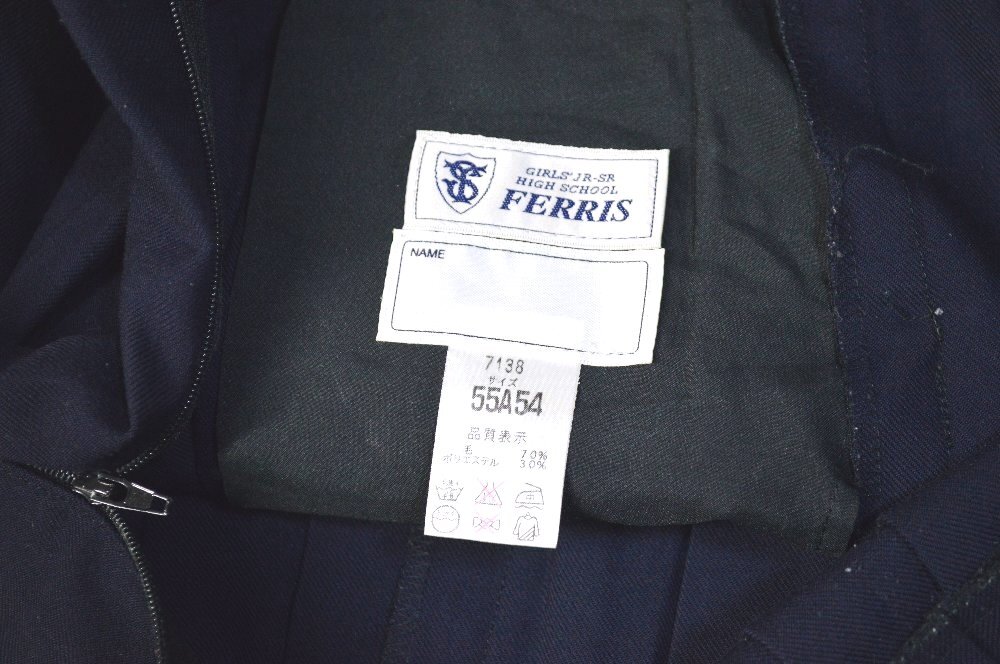 YS
GIRLS' JR-SR
HIGH SCHOOL
FERRIS
NAME
7138
サイズ
55A54
品質表示
毛 70%
ポリエステル 30%